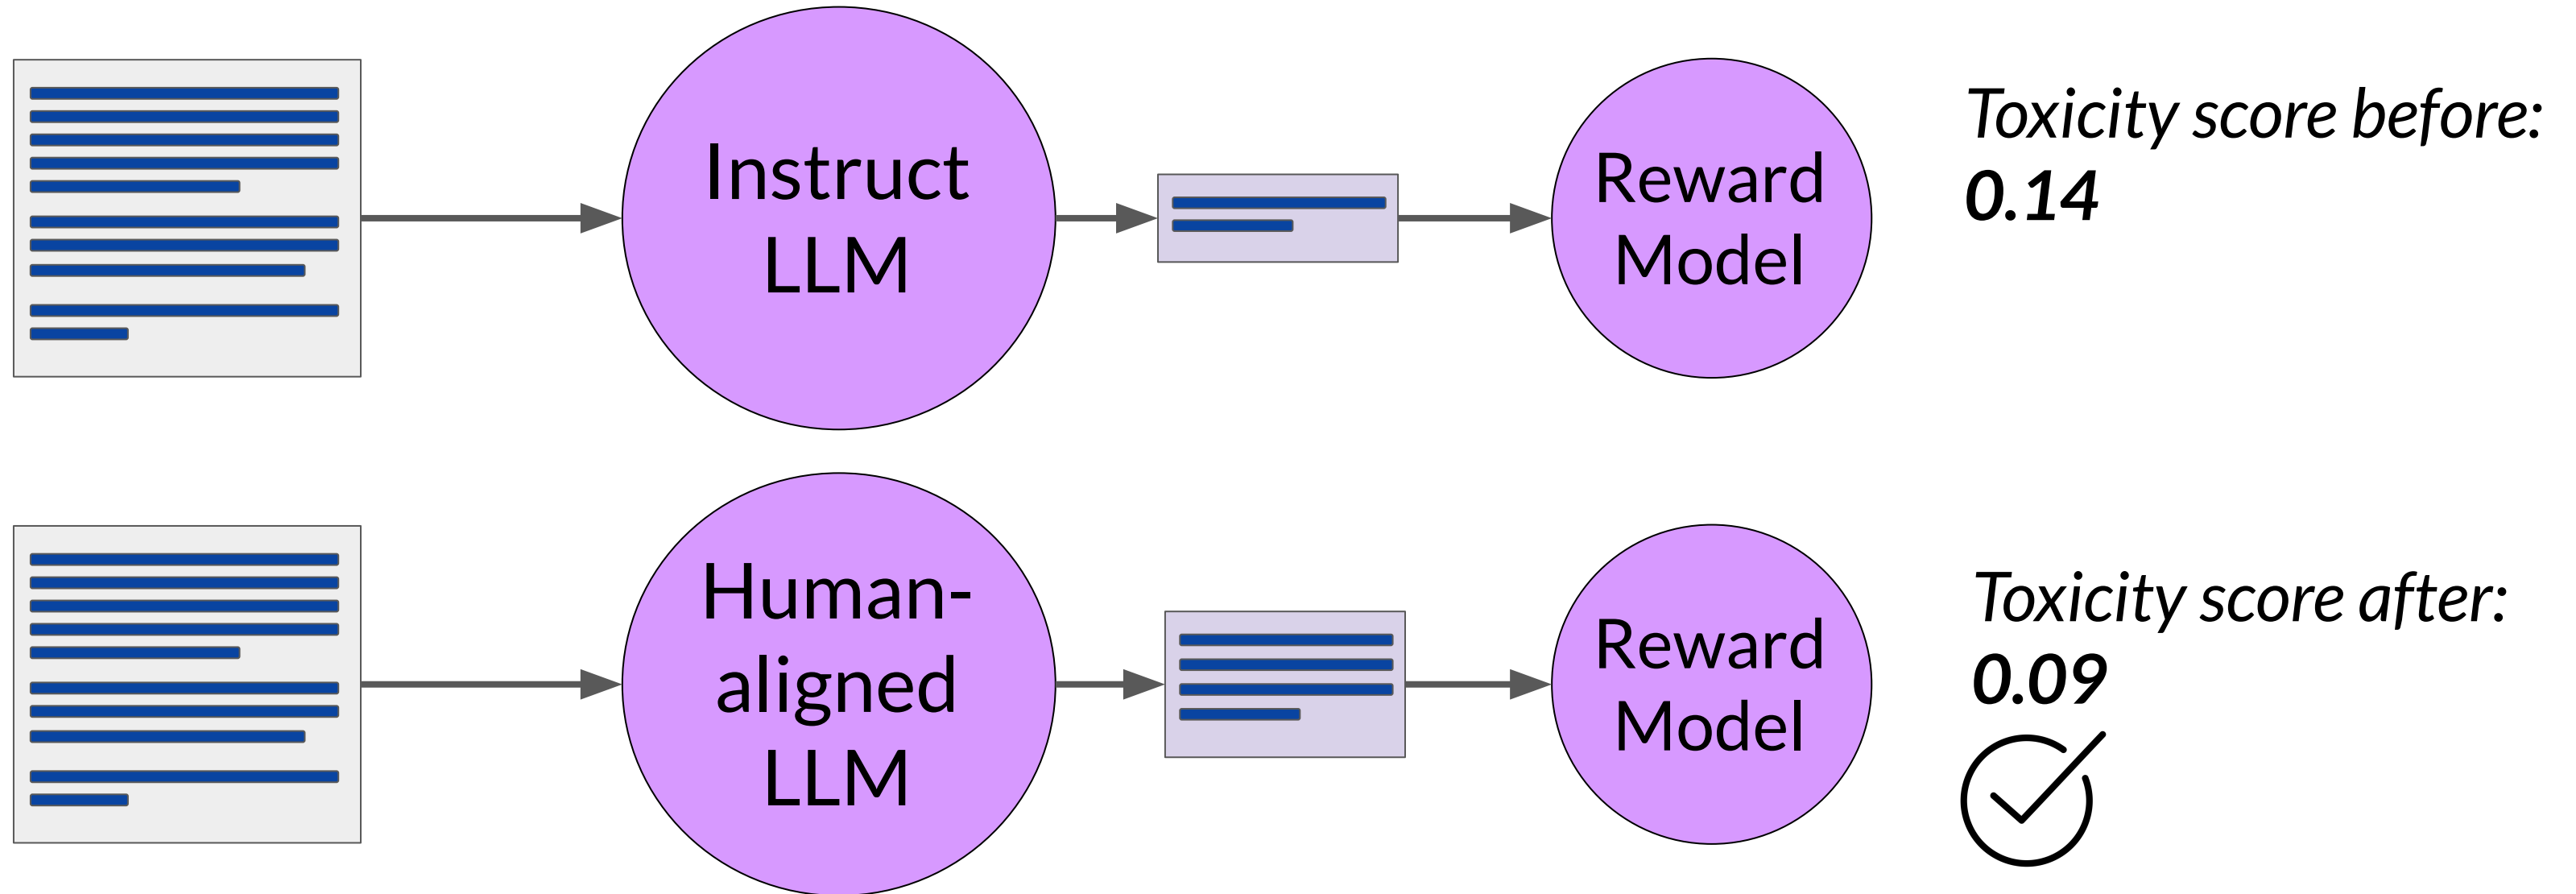 Instruct
LLM
Reward
Model
Toxicity score before:
0.14
Human-
aligned
LLM
Reward
Model
Toxicity score after:
0.09